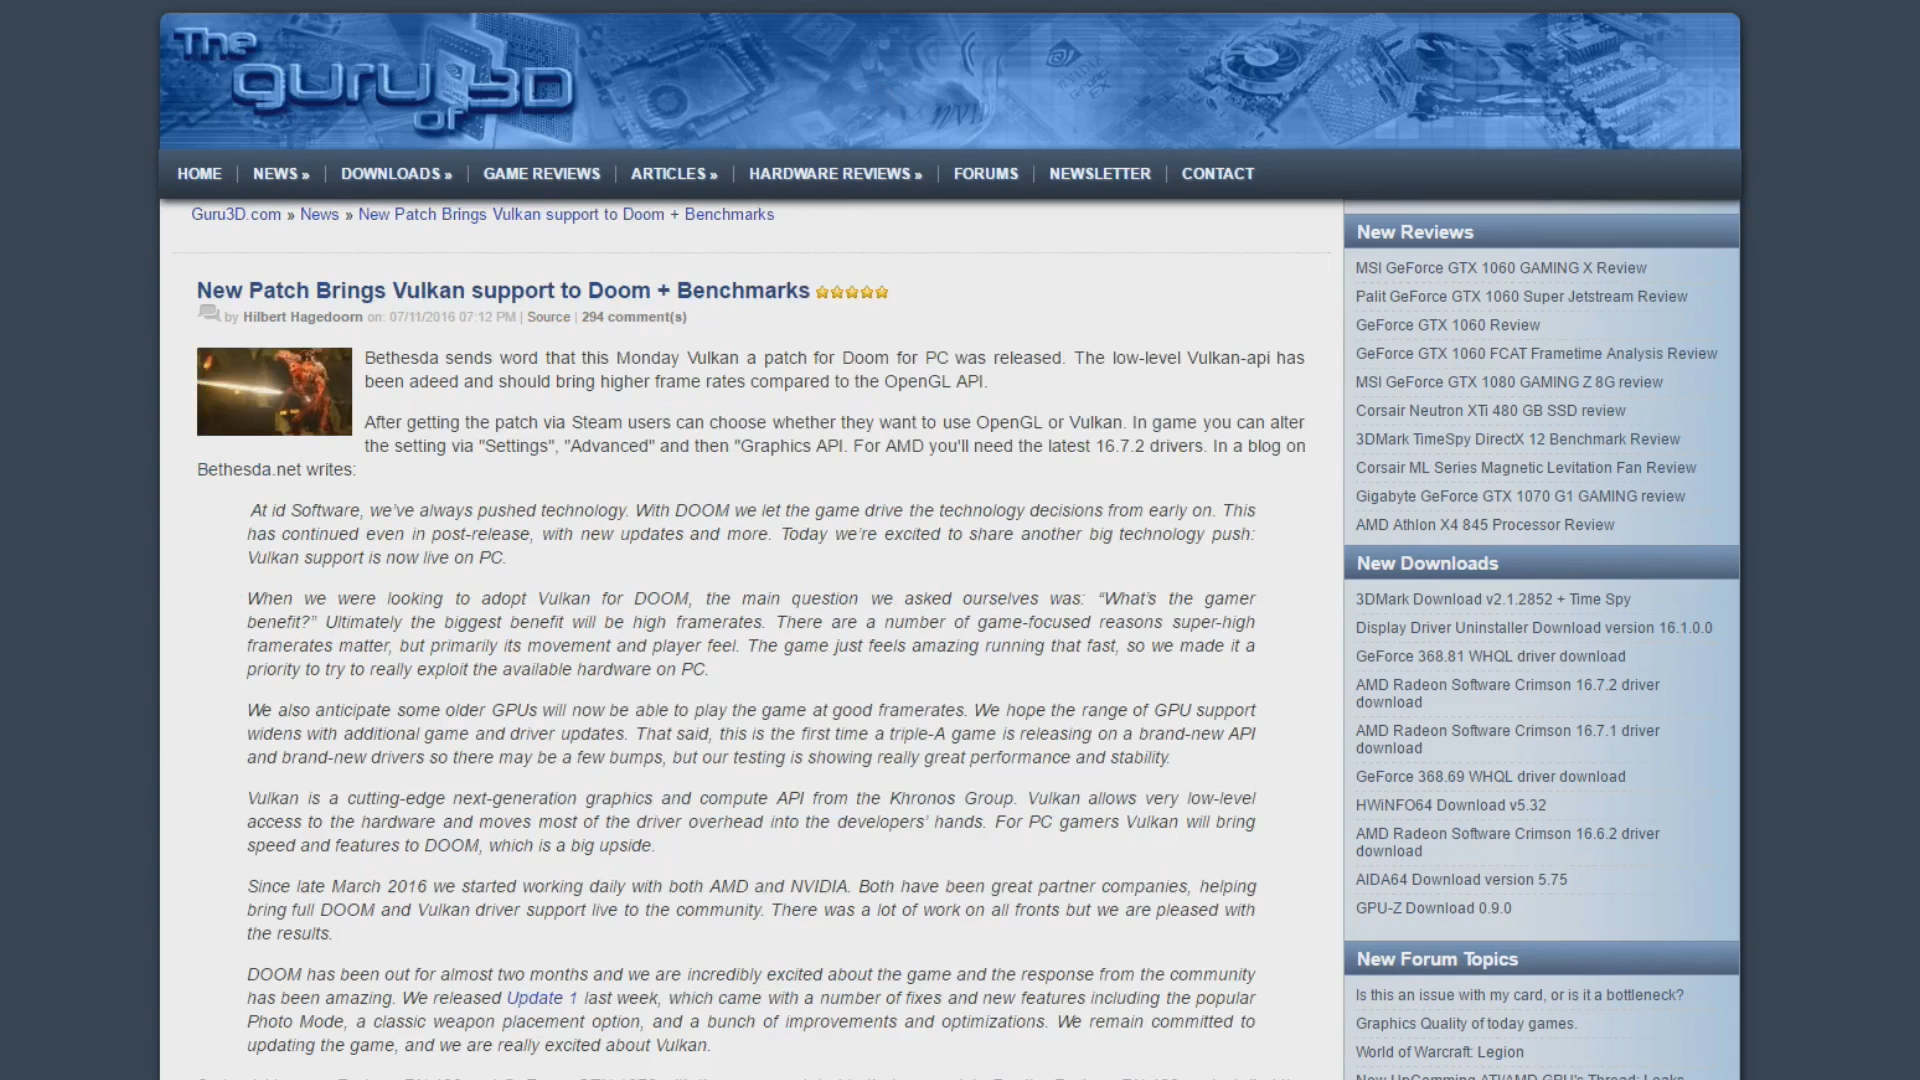 The
guru
of
3D
HOME | NEWS » | DOWNLOADS » | GAME REVIEWS | ARTICLES » | HARDWARE REVIEWS » | FORUMS | NEWSLETTER | CONTACT
Guru3D.com » News » New Patch Brings Vulkan support to Doom + Benchmarks
New Patch Brings Vulkan support to Doom + Benchmarks
by Hilbert Hagedoorn on: 07/11/2016 07:12 PM | Source | 294 comment(s)
Bethesda sends word that this Monday Vulkan a patch for Doom for PC was released. The low-level Vulkan-api has
been adeed and should bring higher frame rates compared to the OpenGL API.
After getting the patch via Steam users can choose whether they want to use OpenGL or Vulkan. In game you can alter
the setting via "Settings", "Advanced" and then "Graphics API. For AMD you'll need the latest 16.7.2 drivers. In a blog on
Bethesda.net writes:
At id Software, we’ve always pushed technology. With DOOM we let the game drive the technology decisions from early on. This
has continued even in post-release, with new updates and more. Today we’re excited to share another big technology push:
Vulkan support is now live on PC.
When we were looking to adopt Vulkan for DOOM, the main question we asked ourselves was: “What’s the gamer
benefit?” Ultimately the biggest benefit will be high framerates. There are a number of game-focused reasons super-high
framerates matter, but primarily its movement and player feel. The game just feels amazing running that fast, so we made it a
priority to try to really exploit the available hardware on PC.
We also anticipate some older GPUs will now be able to play the game at good framerates. We hope the range of GPU support
widens with additional game and driver updates. That said, this is the first time a triple-A game is releasing on a brand-new API
and brand-new drivers so there may be a few bumps, but our testing is showing really great performance and stability.
Vulkan is a cutting-edge next-generation graphics and compute API from the Khronos Group. Vulkan allows very low-level
access to the hardware and moves most of the driver overhead into the developers’ hands. For PC gamers Vulkan will bring
speed and features to DOOM, which is a big upside.
Since late March 2016 we started working daily with both AMD and NVIDIA. Both have been great partner companies, helping
bring full DOOM and Vulkan driver support live to the community. There was a lot of work on all fronts but we are pleased with
the results.
DOOM has been out for almost two months and we are incredibly excited about the game and the response from the community
has been amazing. We released Update 1 last week, which came with a number of fixes and new features including the popular
Photo Mode, a classic weapon placement option, and a bunch of improvements and optimizations. We remain committed to
updating the game, and we are really excited about Vulkan.
New Reviews
MSI GeForce GTX 1060 GAMING X Review
Palit GeForce GTX 1060 Super Jetstream Review
GeForce GTX 1060 Review
GeForce GTX 1060 FCAT Frametime Analysis Review
MSI GeForce GTX 1080 GAMING Z 8G review
Corsair Neutron XTi 480 GB SSD review
3DMark TimeSpy DirectX 12 Benchmark Review
Corsair ML Series Magnetic Levitation Fan Review
Gigabyte GeForce GTX 1070 G1 GAMING review
AMD Athlon X4 845 Processor Review
New Downloads
3DMark Download v2.1.2852 + Time Spy
Display Driver Uninstaller Download version 16.1.0.0
GeForce 368.81 WHQL driver download
AMD Radeon Software Crimson 16.7.2 driver
download
AMD Radeon Software Crimson 16.7.1 driver
download
GeForce 368.69 WHQL driver download
HWiNFO64 Download v5.32
AMD Radeon Software Crimson 16.6.2 driver
download
AIDA64 Download version 5.75
GPU-Z Download 0.9.0
New Forum Topics
Is this an issue with my card, or is it a bottleneck?
Graphics Quality of today games.
World of Warcraft: Legion
New UpComming ATI/AMD GPU's Thread: Leaks